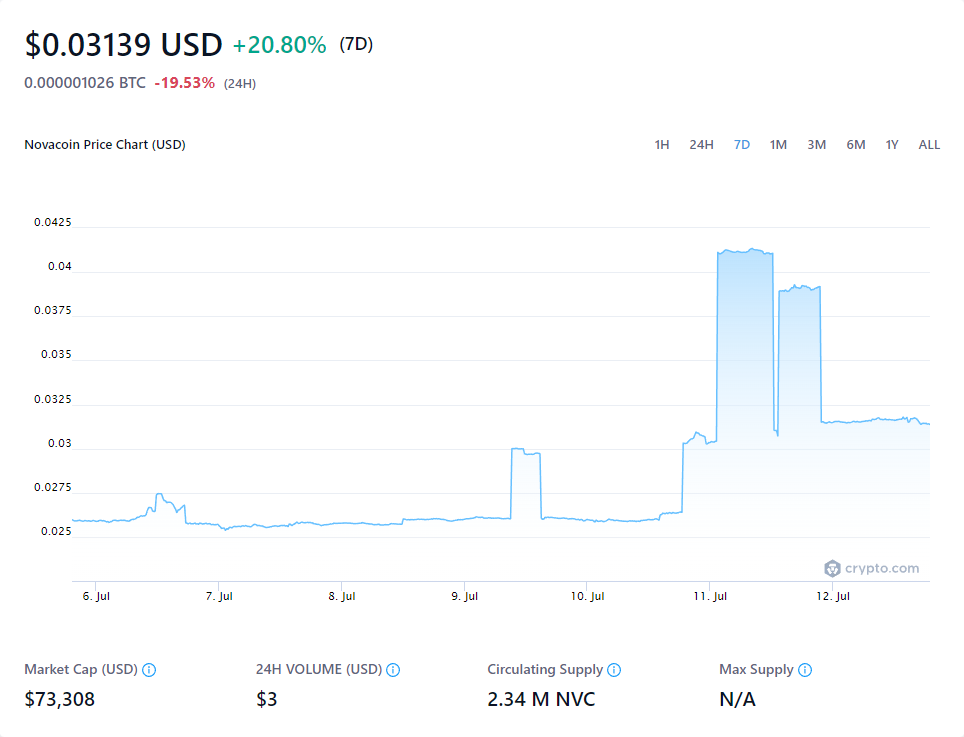 $0.03139 USD +20.80% (7D)
0.000001026 BTC -19.53% (24H)
Novacoin Price Chart (USD) 1H 24H 7D 1M 3M 6M 1Y ALL
0.0425
0.04
0.0375
0.035
0.0325
0.03
0.0275
0.025
crypto.com
6. Jul 7. Jul 8. Jul 9. Jul 10. Jul 11. Jul 12. Jul
Market Cap (USD) 24H VOLUME (USD) Circulating Supply Max Supply
$73,308 $3 2.34 M NVC N/A